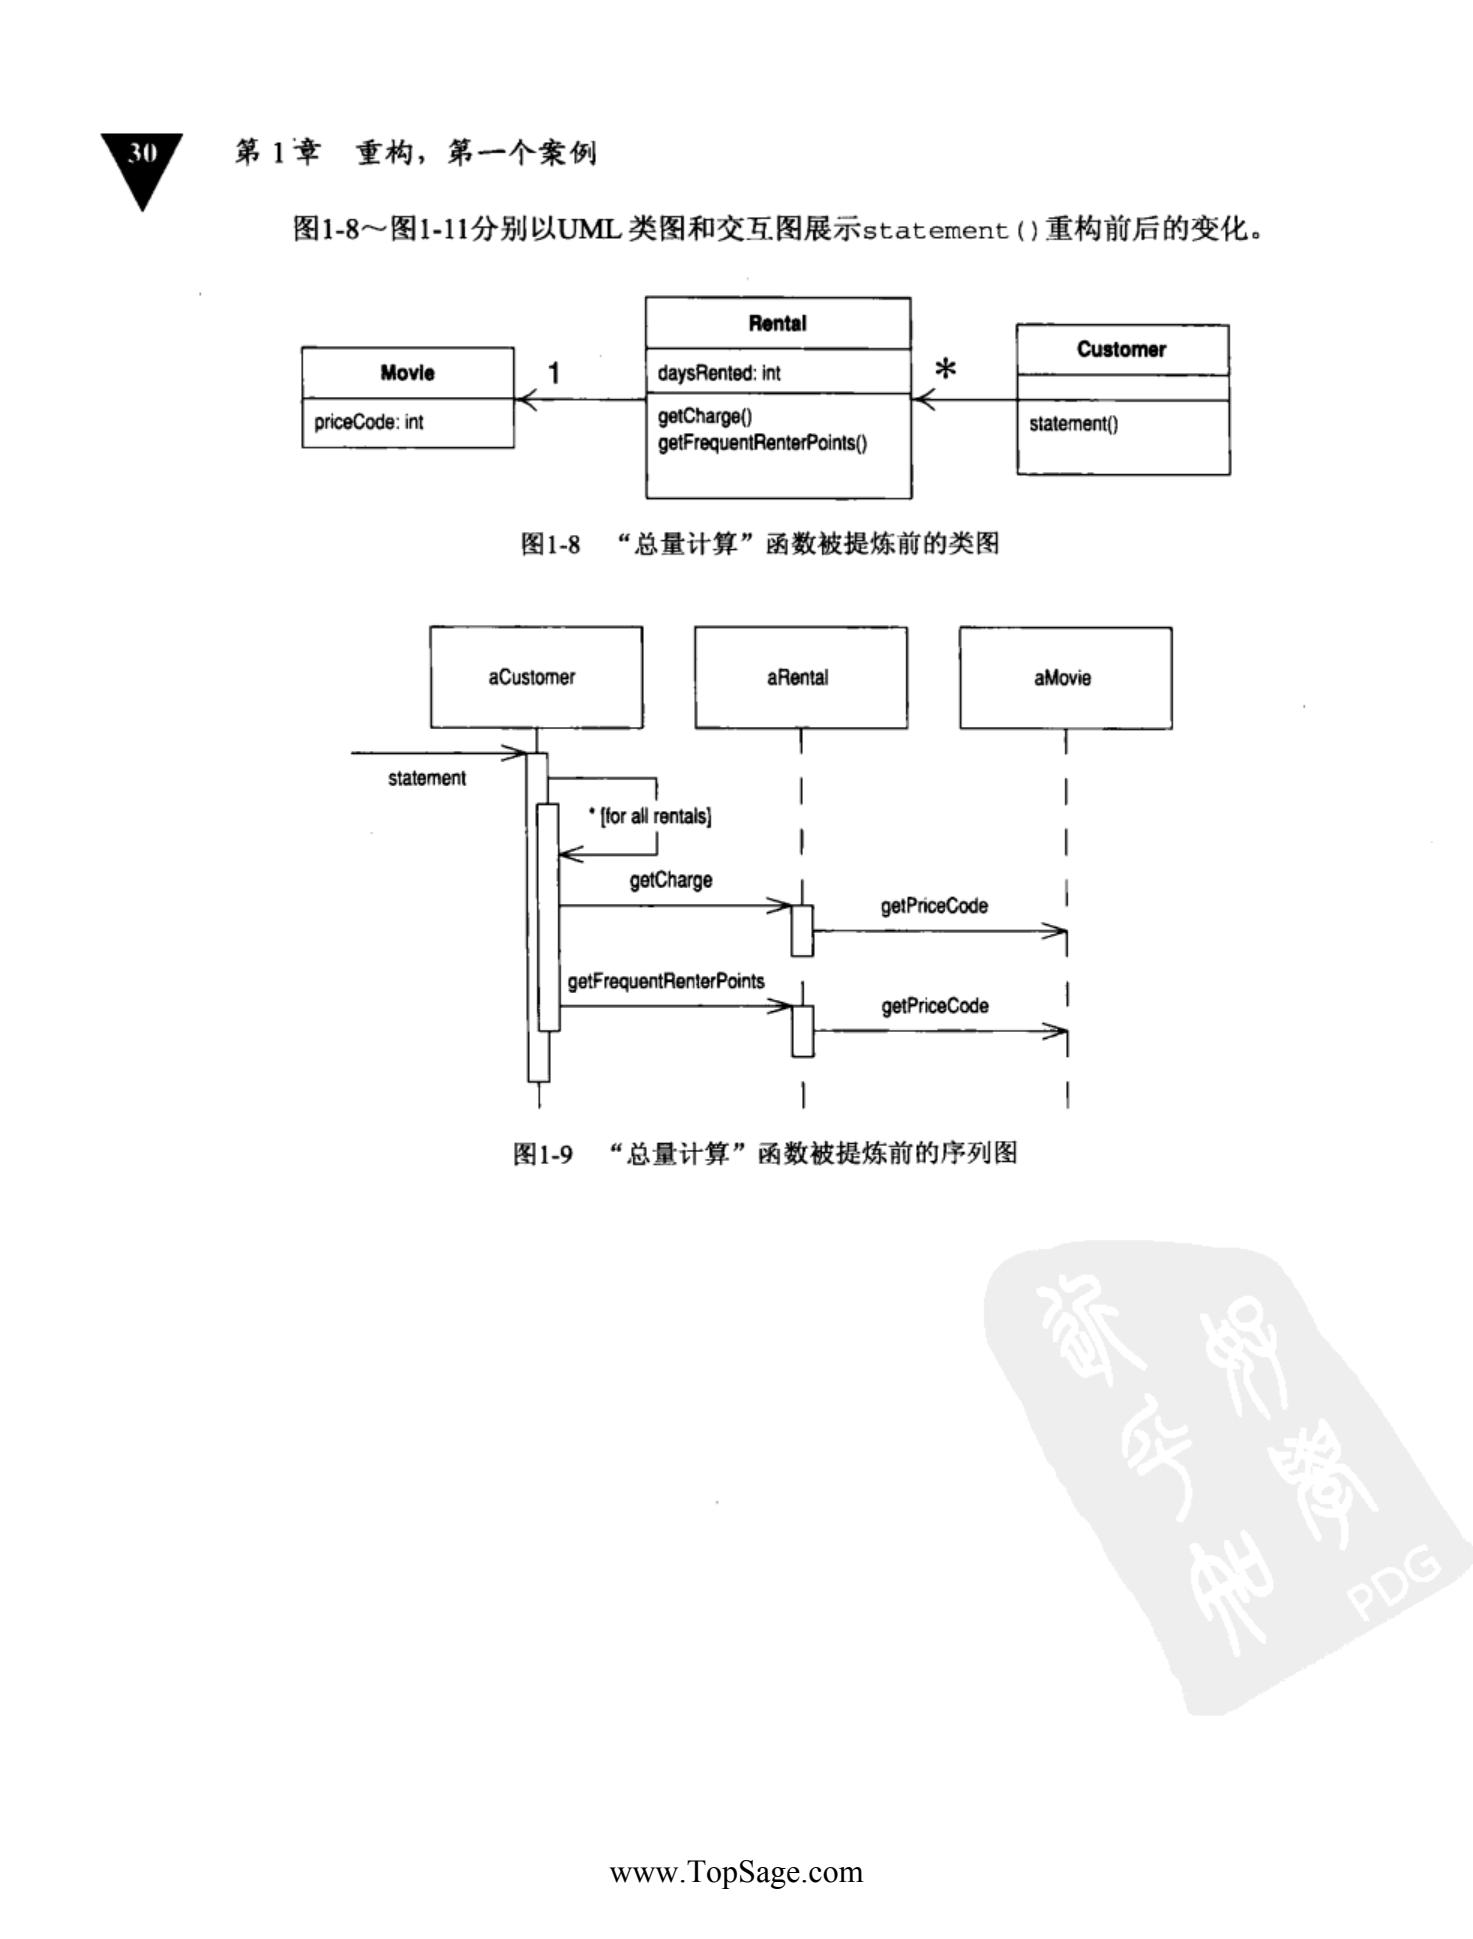 30
第 1 章 重构，第一个案例
图1-8～图1-11分别以UML 类图和交互图展示statement()重构前后的变化。
Rental
Customer
Movie
1
daysRented: int
*
priceCode: int
getCharge()
getFrequentRenterPoints()
statement()
图1-8 “总量计算”函数被提炼前的类图
aCustomer
aRental
aMovie
statement
* [for all rentals]
getCharge
getPriceCode
getFrequentRenterPoints
getPriceCode
图1-9 “总量计算”函数被提炼前的序列图
PDG
www.TopSage.com